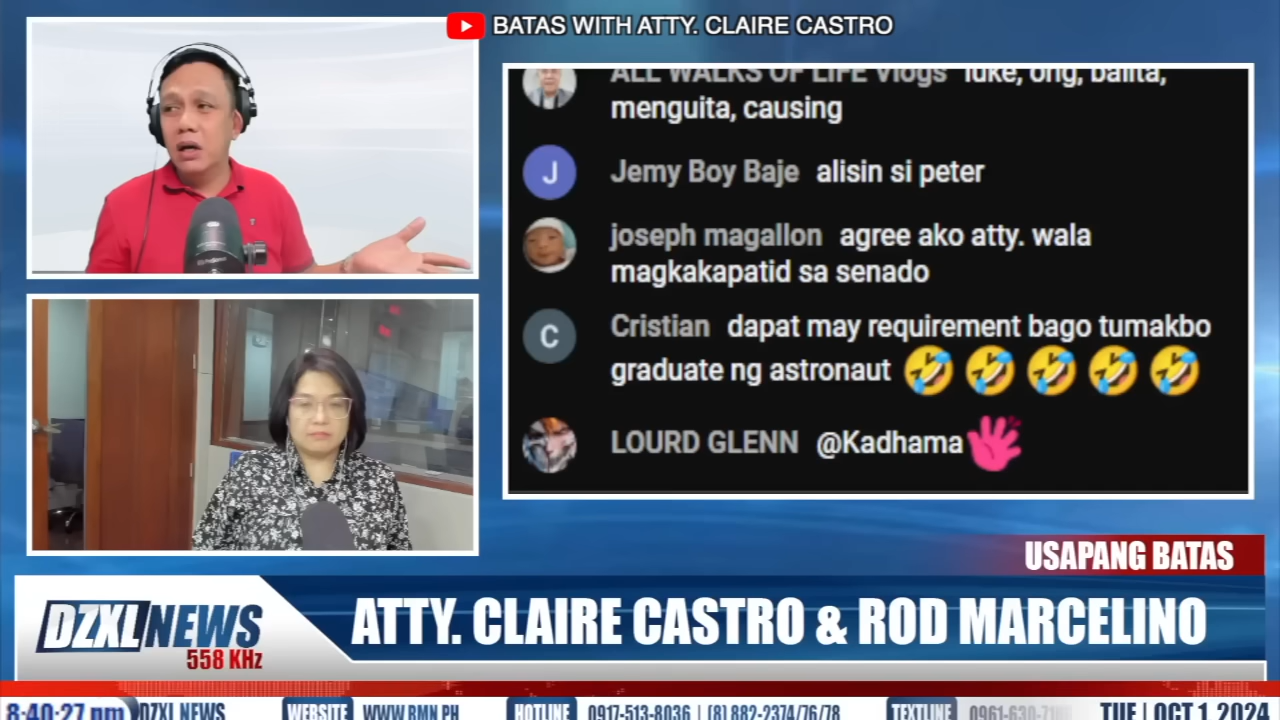 BATAS WITH ATTY. CLAIRE CASTRO
ALL WALKS OF LIFE Vlogs luke, ong, balita,
menguita, causing
J Jemy Boy Baje alisin si peter
joseph magallon agree ako atty. wala
magkakapatid sa senado
C Cristian dapat may requirement bago tumakbo
graduate ng astronaut 🤣🤣🤣🤣🤣
LOURD GLENN @Kadhama
USAPANG BATAS
DZXL NEWS
558 KHz
ATTY. CLAIRE CASTRO & ROD MARCELINO
8:40:27 pm DZXL NEWS WEBSITE WWW.RMN.PH HOTLINE 0917-513-8036 | (8) 882-2374/76/78 TEXTLINE TUE | OCT 1, 2024